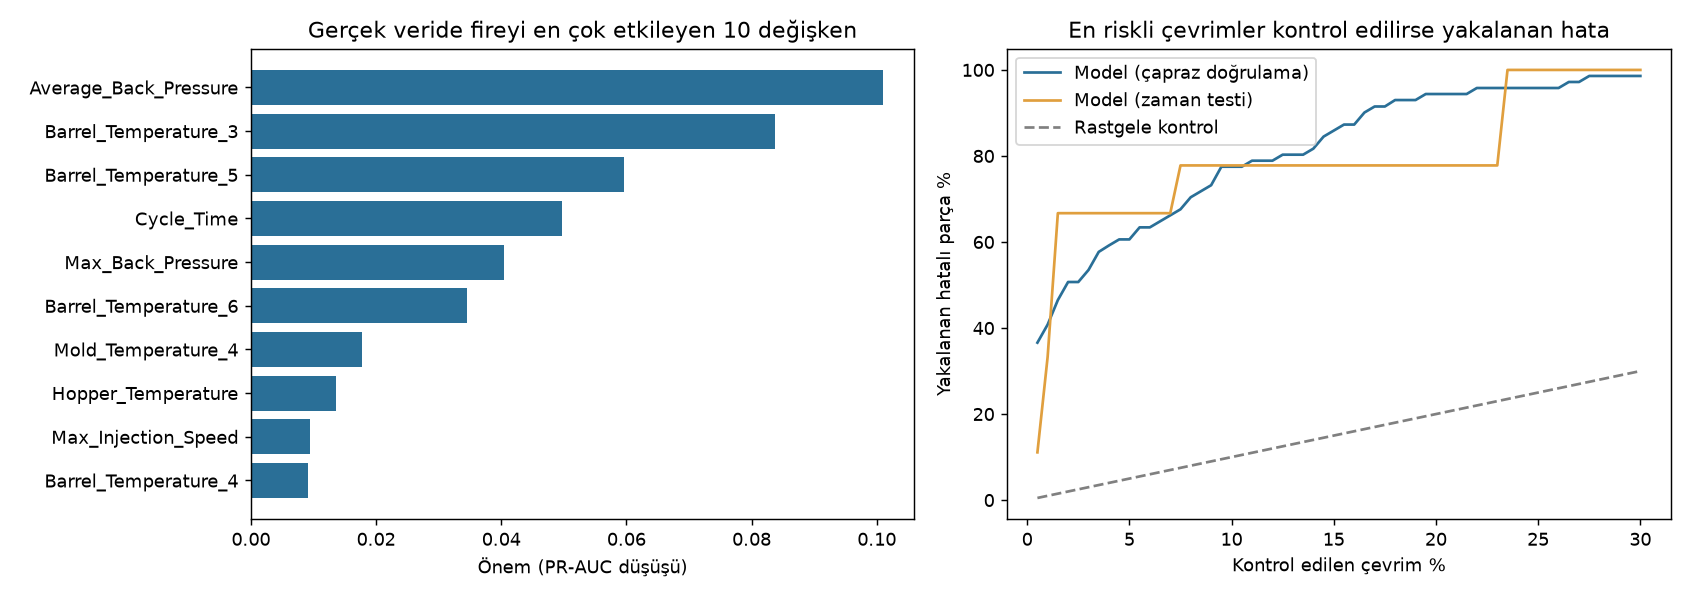 Gerçek veride fireyi en çok etkileyen 10 değişken
Average_Back_Pressure
Barrel_Temperature_3
Barrel_Temperature_5
Cycle_Time
Max_Back_Pressure
Barrel_Temperature_6
Mold_Temperature_4
Hopper_Temperature
Max_Injection_Speed
Barrel_Temperature_4
0.00 0.02 0.04 0.06 0.08 0.10
Önem (PR-AUC düşüşü)
En riskli çevrimler kontrol edilirse yakalanan hata
Model (çapraz doğrulama)
Model (zaman testi)
Rastgele kontrol
Yakalanan hatalı parça %
100
80
60
40
20
0
0 5 10 15 20 25 30
Kontrol edilen çevrim %